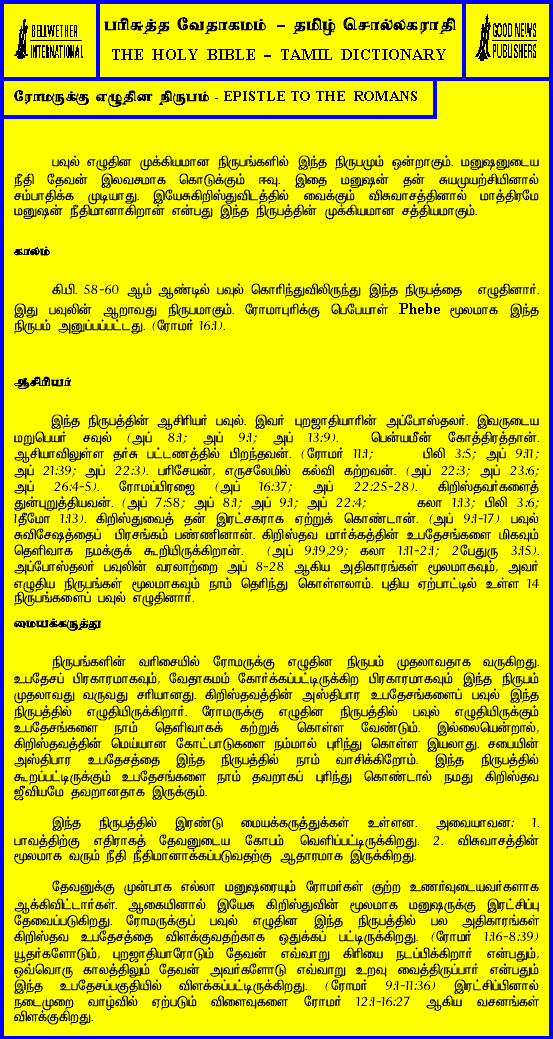 BELLWETHER
INTERNATIONAL
பரிசுத்த வேதாகமம் - தமிழ் சொல்லகராதி
THE HOLY BIBLE - TAMIL DICTIONARY
GOOD NEWS
PUBLISHERS
ரோமருக்கு எழுதின நிருபம் - EPISTLE TO THE ROMANS
பவுல் எழுதின முக்கியமான நிருபங்களில் இந்த நிருபமும் ஒன்றாகும். மனுஷனுடைய
நீதி தேவன் இலவசமாக கொடுக்கும் ஈவு. இதை மனுஷன் தன் சுயமுயற்சியினால்
சம்பாதிக்க முடியாது. இயேசுகிறிஸ்துவிடத்தில் வைக்கும் விசுவாசத்தினால் மாத்திரமே
மனுஷன் நீதிமானாகிறான் என்பது இந்த நிருபத்தின் முக்கியமான சத்தியமாகும்.
காலம்
கி.பி. 58-60 ஆம் ஆண்டில் பவுல் கொரிந்துவிலிருந்து இந்த நிருபத்தை எழுதினார்.
இது பவுலின் ஆறாவது நிருபமாகும். ரோமாபுரிக்கு பெபேயாள் Phebe மூலமாக இந்த
நிருபம் அனுப்பப்பட்டது. (ரோமர் 16:1).
ஆசிரியர்
இந்த நிருபத்தின் ஆசிரியர் பவுல். இவர் புறஜாதியாரின் அப்போஸ்தலர். இவருடைய
மறுபெயர் சவுல் (அப் 8:1; அப் 9:1; அப் 13:9). பென்யமீன் கோத்திரத்தான்.
ஆசியாவிலுள்ள தர்சு பட்டணத்தில் பிறந்தவன். (ரோமர் 11:1; பிலி 3:5; அப் 9:11;
அப் 21:39; அப் 22:3). பரிசேயன், எருசலேமில் கல்வி கற்றவன். (அப் 22:3; அப் 23:6;
அப் 26:4-5). ரோமப்பிரஜை (அப் 16:37; அப் 22:25-28). கிறிஸ்தவர்களைத்
துன்புறுத்தியவன். (அப் 7:58; அப் 8:1; அப் 9:1; அப் 22:4; கலா 1:13; பிலி 3:6;
1தீமோ 1:13). கிறிஸ்துவைத் தன் இரட்சகராக ஏற்றுக் கொண்டான். (அப் 9:1-17) பவுல்
சுவிசேஷத்தைப் பிரசங்கம் பண்ணினான். கிறிஸ்தவ மார்க்கத்தின் உபதேசங்களை மிகவும்
தெளிவாக நமக்குக் கூறியிருக்கிறான். (அப் 9:19,29; கலா 1:11-2:1; 2பேதுரு 3:15).
அப்போஸ்தலர் பவுலின் வரலாற்றை அப் 8-28 ஆகிய அதிகாரங்கள் மூலமாகவும், அவர்
எழுதிய நிருபங்கள் மூலமாகவும் நாம் தெரிந்து கொள்ளலாம். புதிய ஏற்பாட்டில் உள்ள 14
நிருபங்களைப் பவுல் எழுதினார்.
மையக்கருத்து
நிருபங்களின் வரிசையில் ரோமருக்கு எழுதின நிருபம் முதலாவதாக வருகிறது.
உபதேசப் பிரகாரமாகவும், வேதாகமம் கோர்க்கப்பட்டிருக்கிற பிரகாரமாகவும் இந்த நிருபம்
முதலாவது வருவது சரியானது. கிறிஸ்தவத்தின் அஸ்திபார உபதேசங்களைப் பவுல் இந்த
நிருபத்தில் எழுதியிருக்கிறார். ரோமருக்கு எழுதின நிருபத்தில் பவுல் எழுதியிருக்கும்
உபதேசங்களை நாம் தெளிவாகக் கற்றுக் கொள்ள வேண்டும். இல்லையென்றால்,
கிறிஸ்தவத்தின் மெய்யான கோட்பாடுகளை நம்மால் புரிந்து கொள்ள இயலாது. சபையின்
அஸ்திபார உபதேசத்தை இந்த நிருபத்தில் நாம் வாசிக்கிறோம். இந்த நிருபத்தில்
கூறப்பட்டிருக்கும் உபதேசங்களை நாம் தவறாகப் புரிந்து கொண்டால் நமது கிறிஸ்தவ
ஜீவியமே தவறானதாக இருக்கும்.
இந்த நிருபத்தில் இரண்டு மையக்கருத்துக்கள் உள்ளன. அவையாவன: 1.
பாவத்திற்கு எதிராகத் தேவனுடைய கோபம் வெளிப்பட்டிருக்கிறது. 2. விசுவாசத்தின்
மூலமாக வரும் நீதி நீதிமானாக்கப்படுவதற்கு ஆதாரமாக இருக்கிறது.
தேவனுக்கு முன்பாக எல்லா மனுஷரையும் ரோமர்கள் குற்ற உணர்வுடையவர்களாக
ஆக்கிவிட்டார்கள். ஆகையினால் இயேசு கிறிஸ்துவின் மூலமாக மனுஷருக்கு இரட்சிப்பு
தேவைப்படுகிறது. ரோமருக்குப் பவுல் எழுதின இந்த நிருபத்தில் பல அதிகாரங்கள்
கிறிஸ்தவ உபதேசத்தை விளக்குவதற்காக ஒதுக்கப் பட்டிருக்கிறது. (ரோமர் 1:16-8:39)
யூதர்களோடும், புறஜாதியாரோடும் தேவன் எவ்வாறு கிரியை நடப்பிக்கிறார் என்பதும்,
ஒவ்வொரு காலத்திலும் தேவன் அவர்களோடு எவ்வாறு உறவு வைத்திருப்பார் என்பதும்
இந்த உபதேசப்பகுதியில் விளக்கப்பட்டிருக்கிறது. (ரோமர் 9:1-11:36) இரட்சிப்பினால்
நடைமுறை வாழ்வில் ஏற்படும் விளைவுகளை ரோமர் 12:1-16:27 ஆகிய வசனங்கள்
விளக்குகிறது.